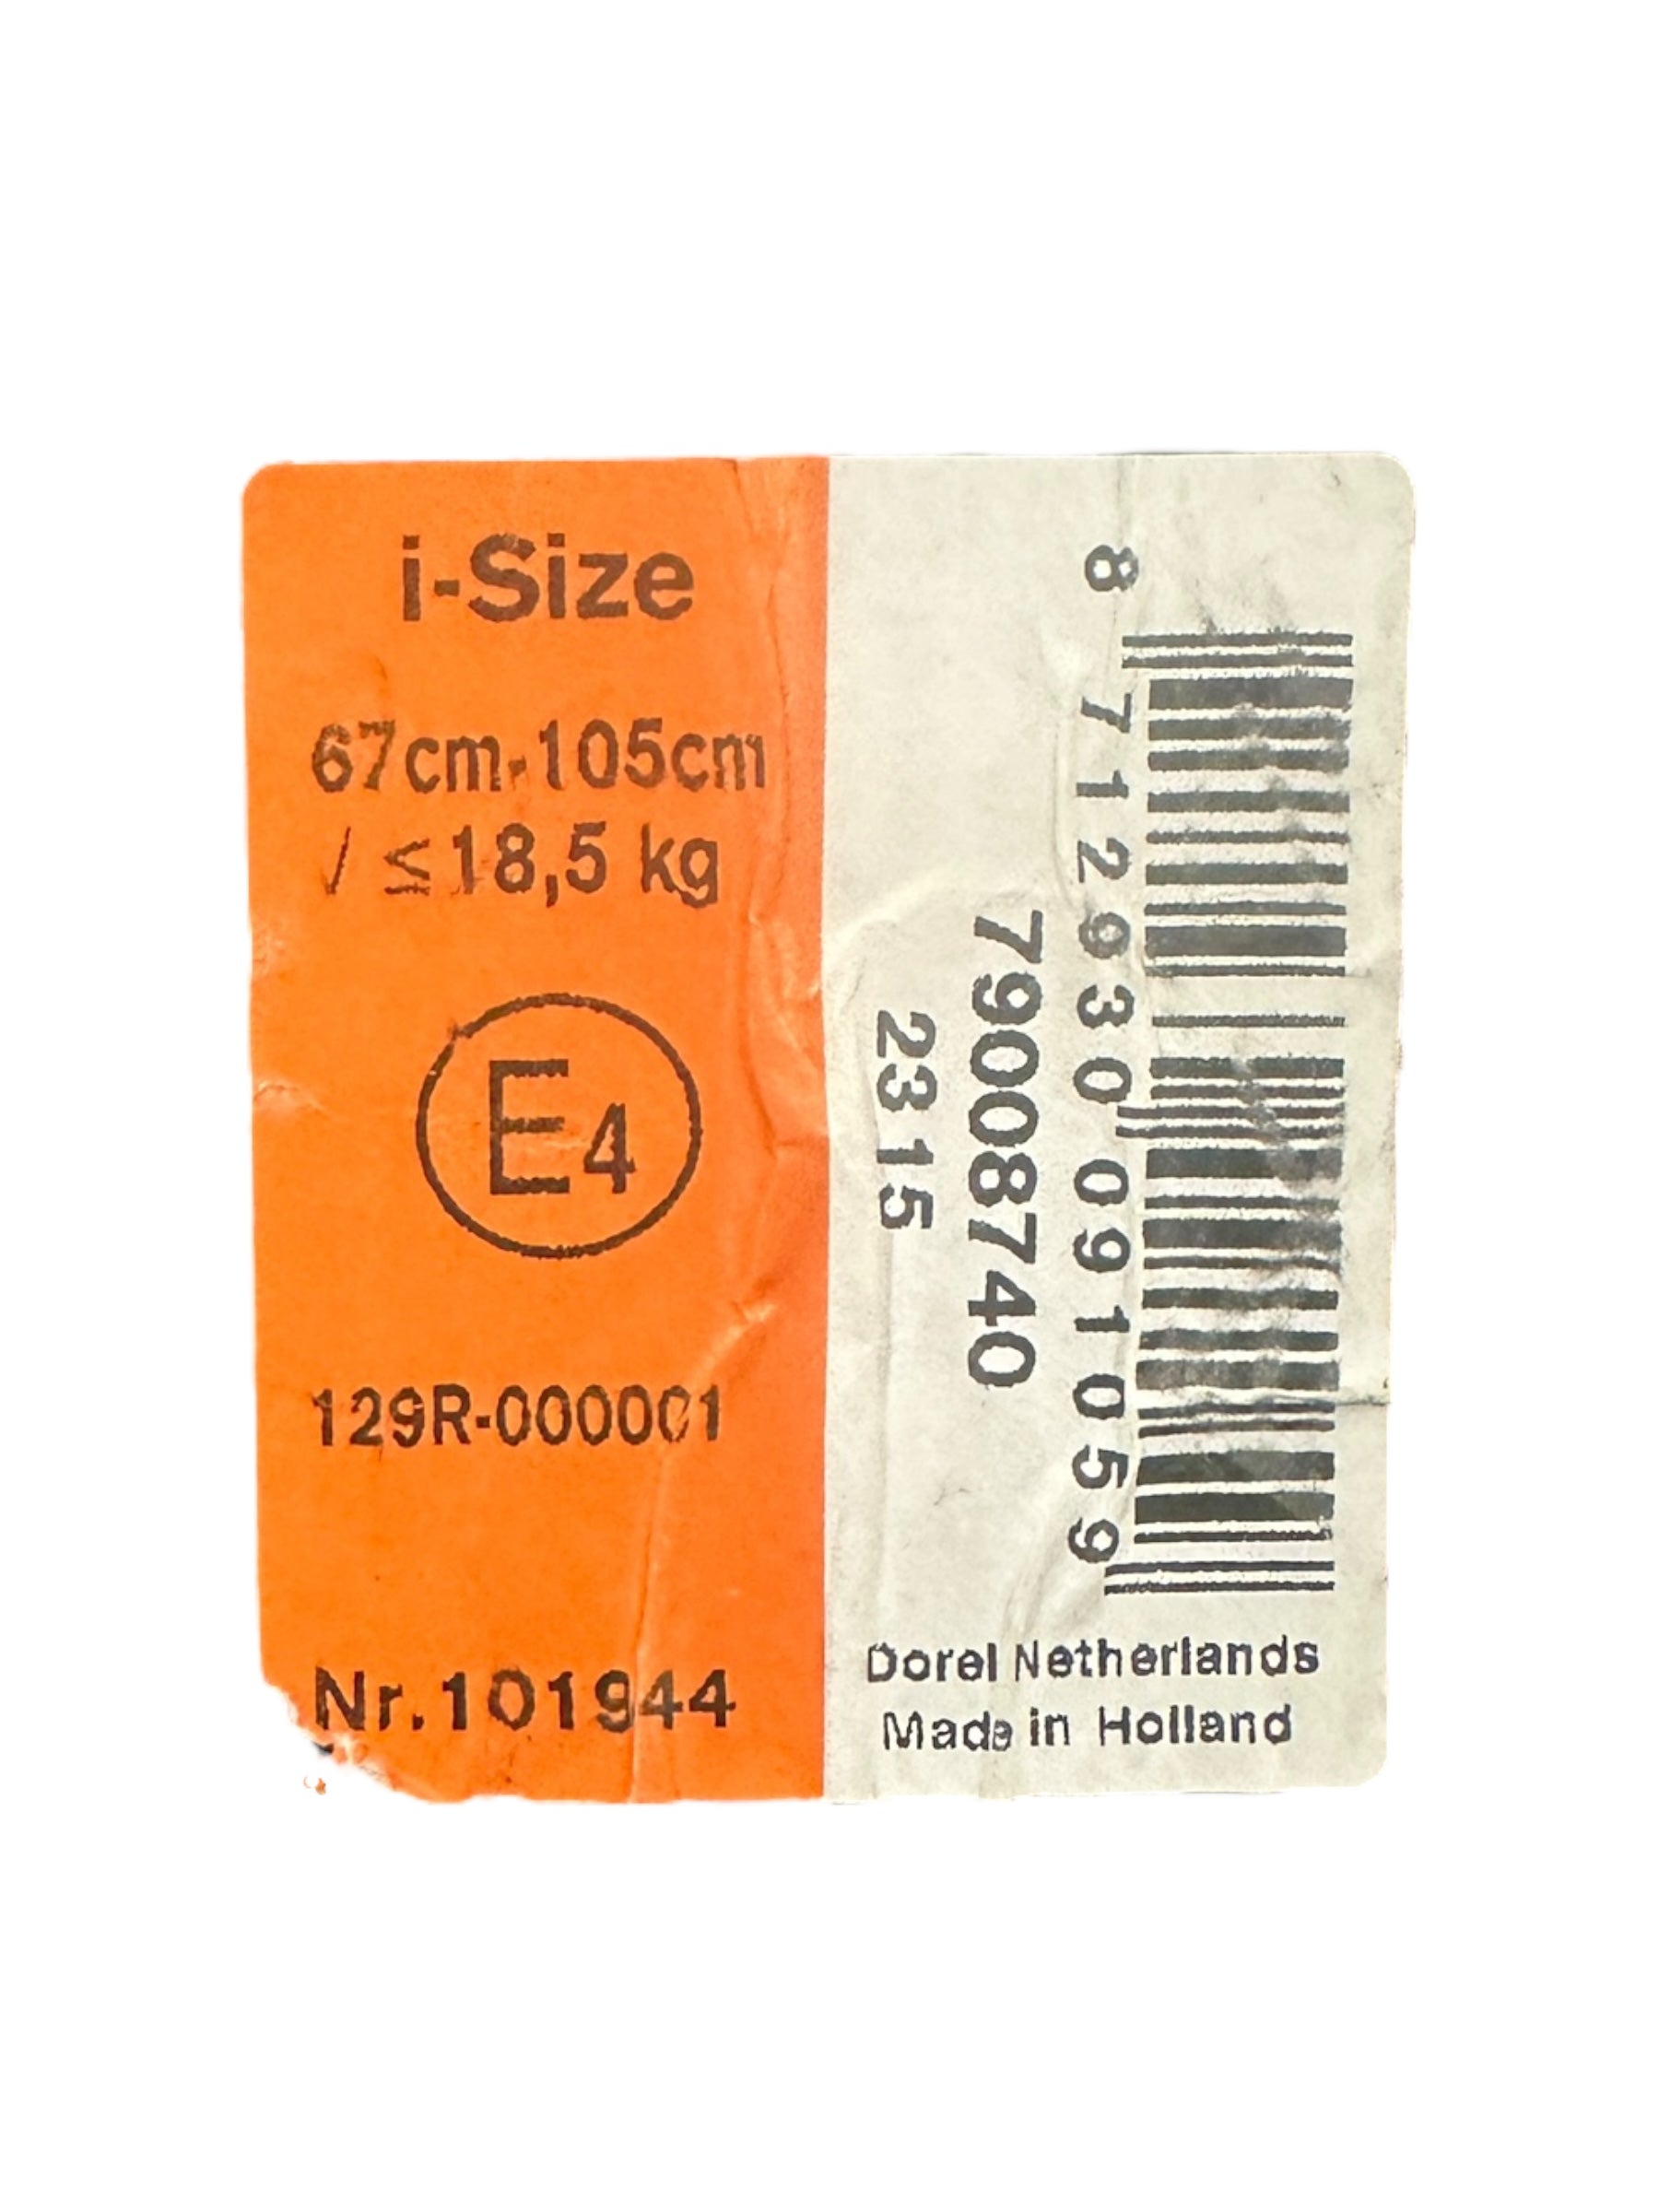 i-Size
67cm-105cm
/ ≤18,5 kg
E4
129R-000001
Nr.101944
8 712930 091059
79008740
2315
Dorel Netherlands
Made in Holland